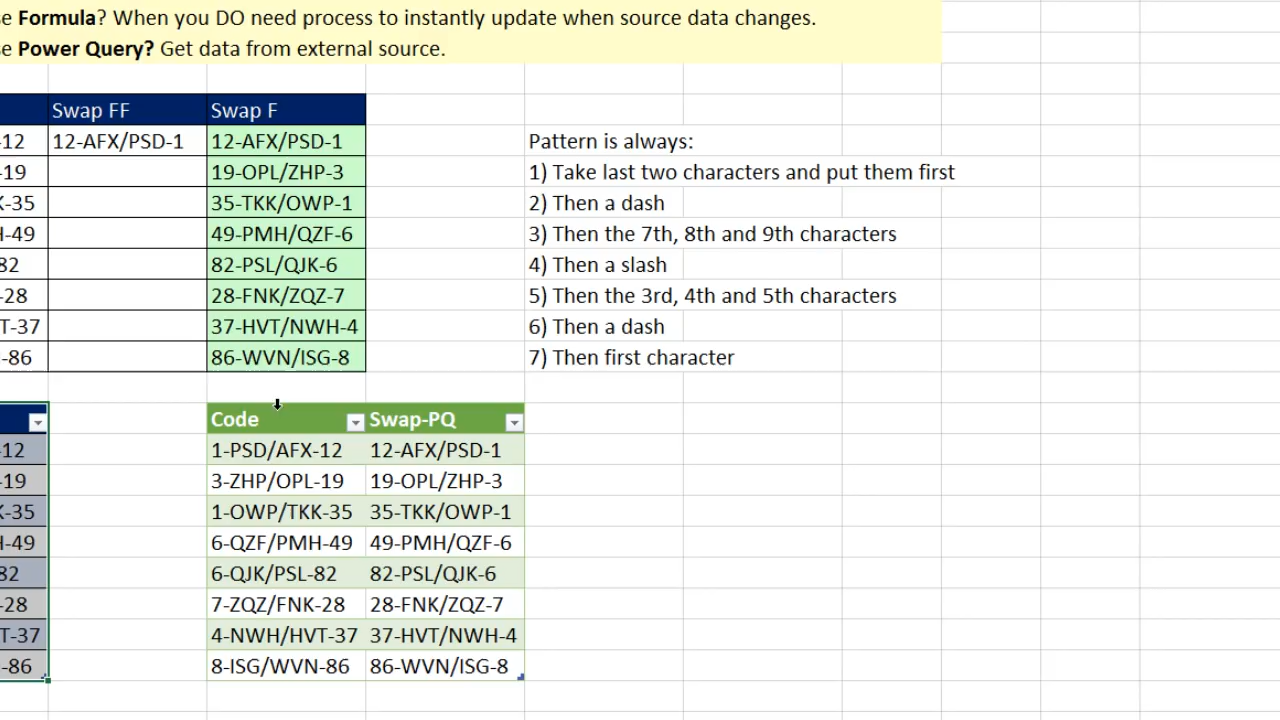 se Formula? When you DO need process to instantly update when source data changes.
se Power Query? Get data from external source.
Swap FF Swap F
-12 12-AFX/PSD-1 12-AFX/PSD-1 Pattern is always:
-19 19-OPL/ZHP-3 1) Take last two characters and put them first
K-35 35-TKK/OWP-1 2) Then a dash
H-49 49-PMH/QZF-6 3) Then the 7th, 8th and 9th characters
82 82-PSL/QJK-6 4) Then a slash
-28 28-FNK/ZQZ-7 5) Then the 3rd, 4th and 5th characters
T-37 37-HVT/NWH-4 6) Then a dash
-86 86-WVN/ISG-8 7) Then first character
Code Swap-PQ
-12 1-PSD/AFX-12 12-AFX/PSD-1
-19 3-ZHP/OPL-19 19-OPL/ZHP-3
K-35 1-OWP/TKK-35 35-TKK/OWP-1
H-49 6-QZF/PMH-49 49-PMH/QZF-6
82 6-QJK/PSL-82 82-PSL/QJK-6
-28 7-ZQZ/FNK-28 28-FNK/ZQZ-7
T-37 4-NWH/HVT-37 37-HVT/NWH-4
-86 8-ISG/WVN-86 86-WVN/ISG-8